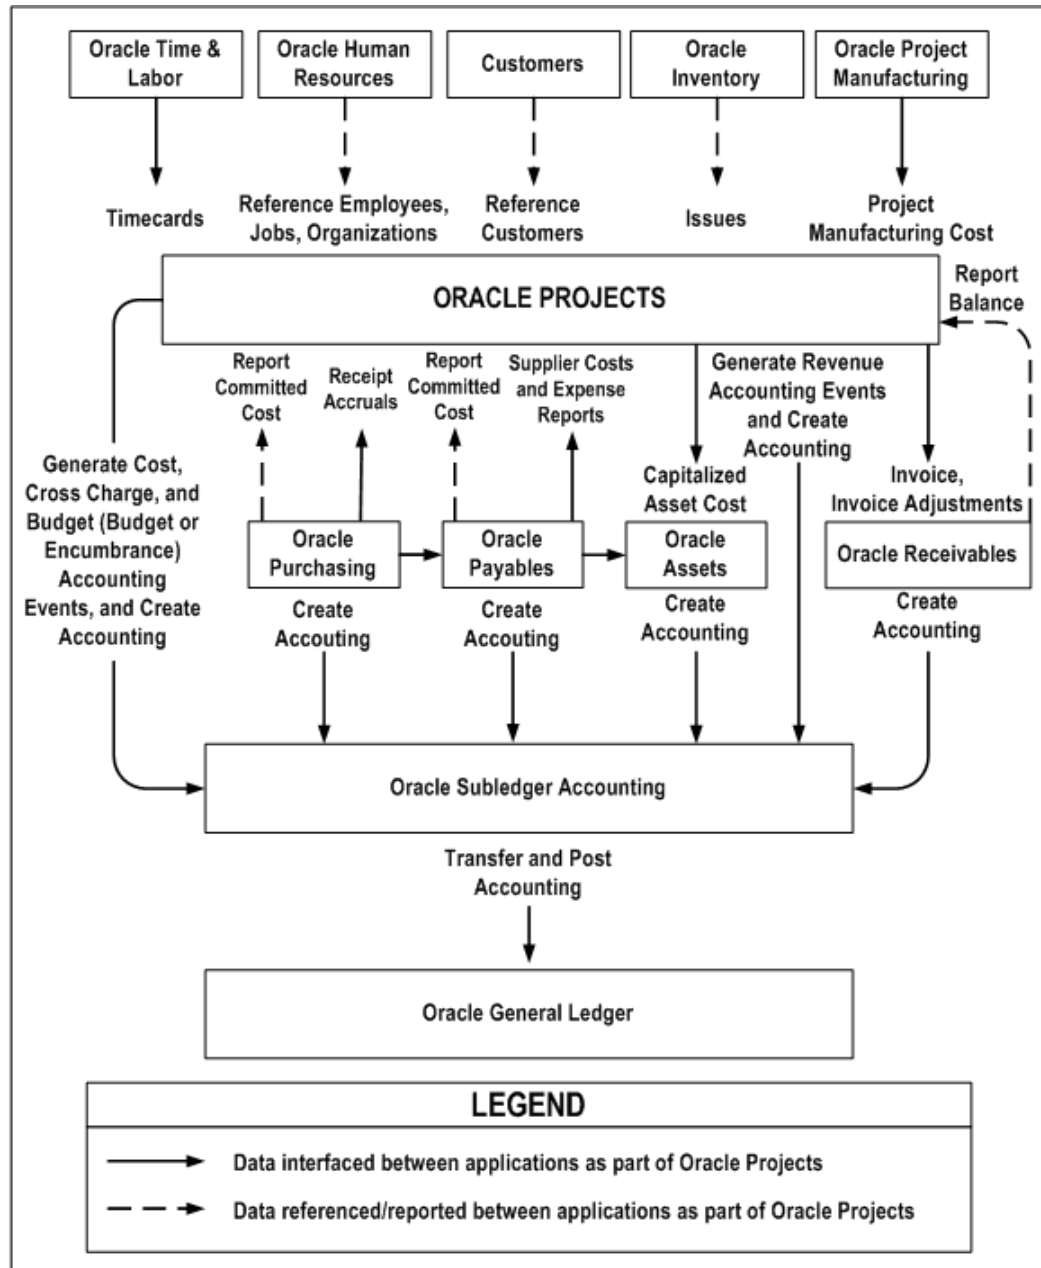 Oracle Time &
Labor
Oracle Human
Resources
Customers
Oracle
Inventory
Oracle Project
Manufacturing
Timecards
Reference Employees,
Jobs, Organizations
Reference
Customers
Issues
Project
Manufacturing Cost
ORACLE PROJECTS
Report
Balance
Report
Committed
Cost
Receipt
Accruals
Report
Committed
Cost
Supplier Costs
and Expense
Reports
Generate Revenue
Accounting Events
and Create
Accounting
Generate Cost,
Cross Charge, and
Budget (Budget or
Encumbrance)
Accounting
Events, and Create
Accounting
Capitalized
Asset Cost
Invoice,
Invoice Adjustments
Oracle
Purchasing
Oracle
Payables
Oracle
Assets
Oracle Receivables
Create
Accouting
Create
Accouting
Create
Accounting
Create
Accounting
Oracle Subledger Accounting
Transfer and Post
Accounting
Oracle General Ledger
LEGEND
Data interfaced between applications as part of Oracle Projects
Data referenced/reported between applications as part of Oracle Projects